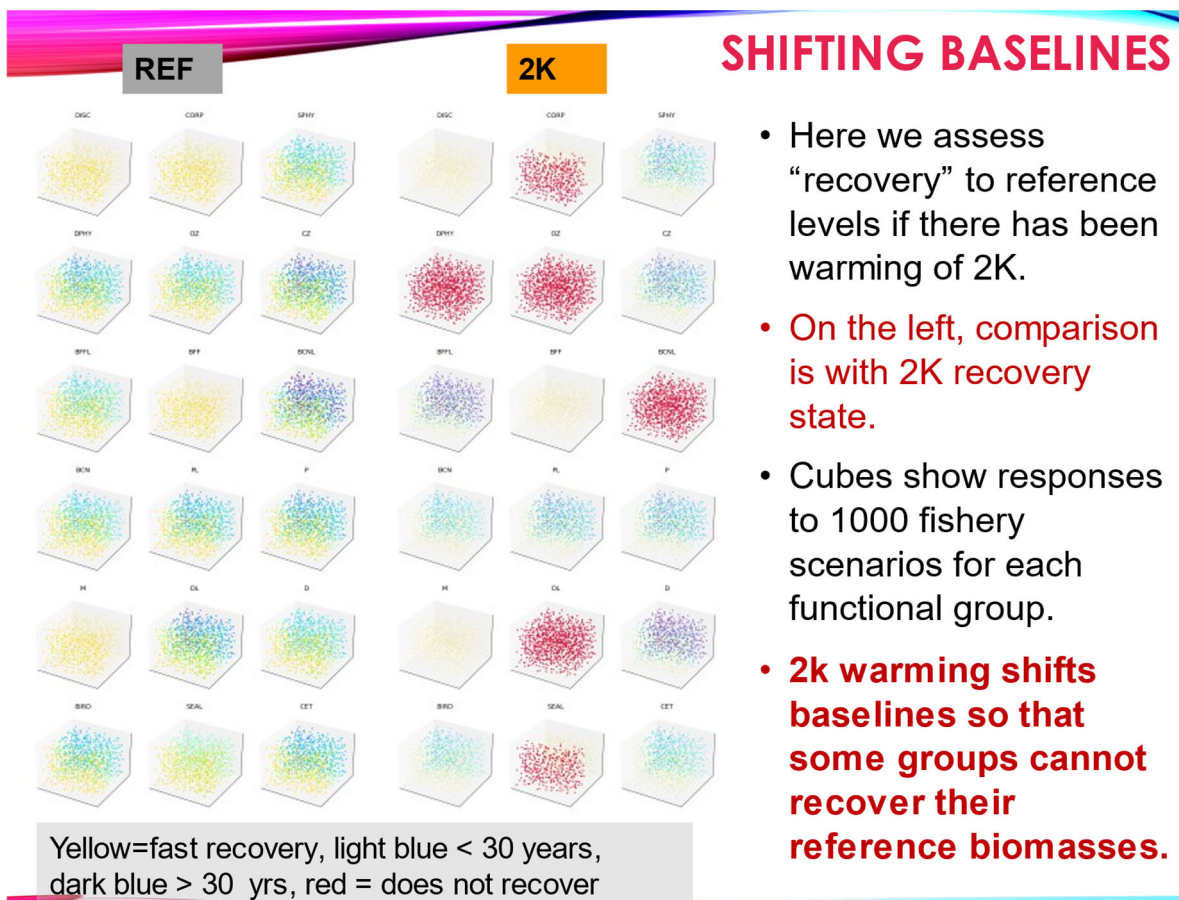 SHIFTING BASELINES
REF
2K
DISC CORP SPHY DISC CORP SPHY
DPHY OZ CZ DPHY OZ CZ
BFFL BFF BCNL BFFL BFF BCNL
BCN PL P BCN PL P
M DL D M DL D
BIRD SEAL CET BIRD SEAL CET
Yellow=fast recovery, light blue < 30 years,
dark blue > 30 yrs, red = does not recover
• Here we assess
“recovery” to reference
levels if there has been
warming of 2K.
• On the left, comparison
is with 2K recovery
state.
• Cubes show responses
to 1000 fishery
scenarios for each
functional group.
• 2k warming shifts
baselines so that
some groups cannot
recover their
reference biomasses.